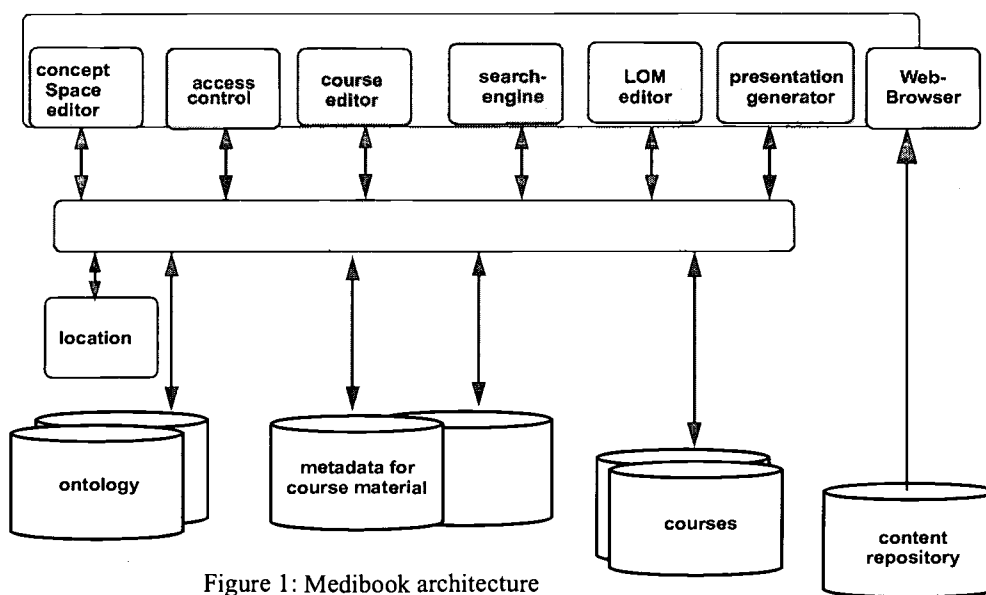 concept
Space
editor
access
control
course editor
search-
engine
LOM
editor
presentation
generator
Web-
Browser
location
ontology
metadata for
course material
courses
content
repository
Figure 1: Medibook architecture